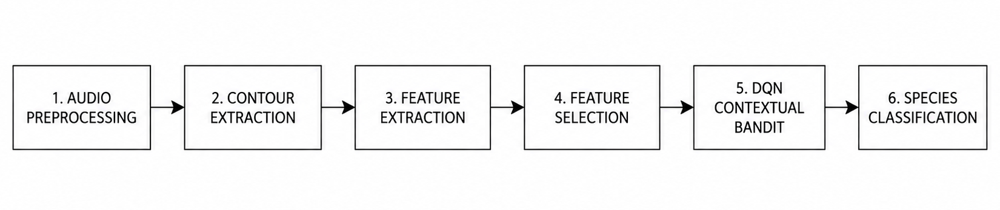 1. AUDIO
PREPROCESSING
2. CONTOUR
EXTRACTION
3. FEATURE
EXTRACTION
4. FEATURE
SELECTION
5. DQN
CONTEXTUAL
BANDIT
6. SPECIES
CLASSIFICATION